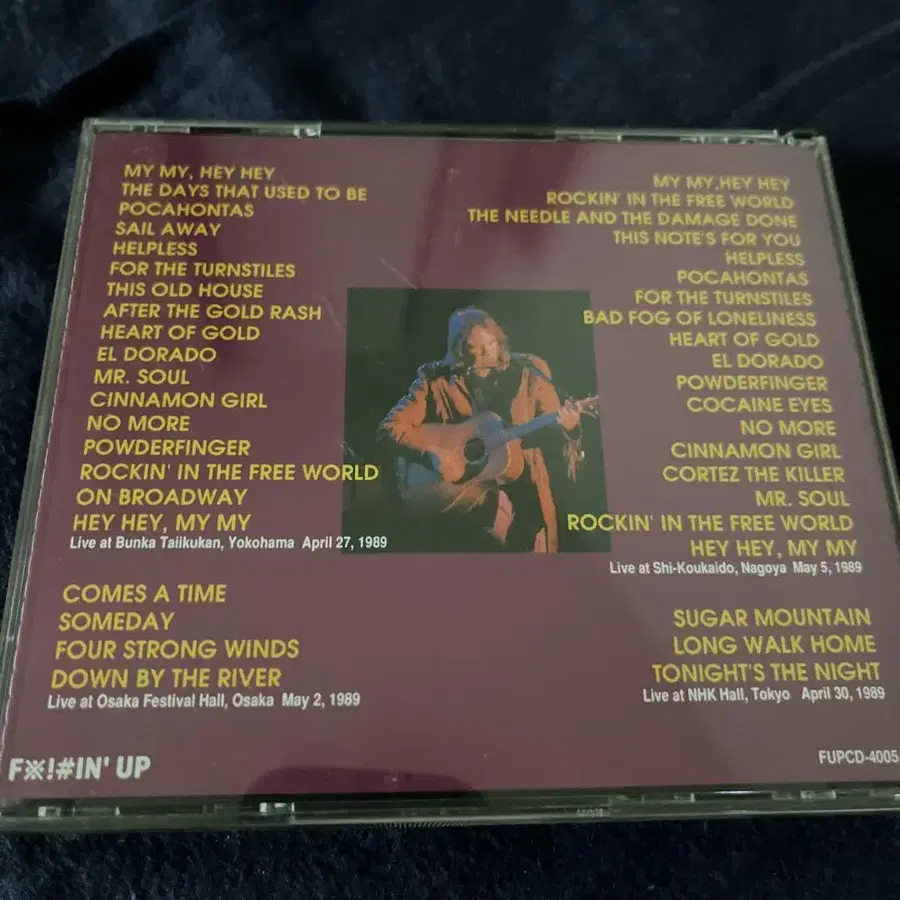 MY MY, HEY HEY
THE DAYS THAT USED TO BE
POCAHONTAS
SAIL AWAY
HELPLESS
FOR THE TURNSTILES
THIS OLD HOUSE
AFTER THE GOLD RASH
HEART OF GOLD
EL DORADO
MR. SOUL
CINNAMON GIRL
NO MORE
POWDERFINGER
ROCKIN' IN THE FREE WORLD
ON BROADWAY
HEY HEY, MY MY
Live at Bunka Taiikukan, Yokohama April 27, 1989
COMES A TIME
SOMEDAY
FOUR STRONG WINDS
DOWN BY THE RIVER
Live at Osaka Festival Hall, Osaka May 2, 1989
MY MY,HEY HEY
ROCKIN' IN THE FREE WORLD
THE NEEDLE AND THE DAMAGE DONE
THIS NOTE'S FOR YOU
HELPLESS
POCAHONTAS
FOR THE TURNSTILES
BAD FOG OF LONELINESS
HEART OF GOLD
EL DORADO
POWDERFINGER
COCAINE EYES
NO MORE
CINNAMON GIRL
CORTEZ THE KILLER
MR. SOUL
ROCKIN' IN THE FREE WORLD
HEY HEY, MY MY
Live at Shi-Koukaido, Nagoya May 5, 1989
SUGAR MOUNTAIN
LONG WALK HOME
TONIGHT'S THE NIGHT
Live at NHK Hall, Tokyo April 30, 1989
F※!#IN' UP
FUPCD-4005